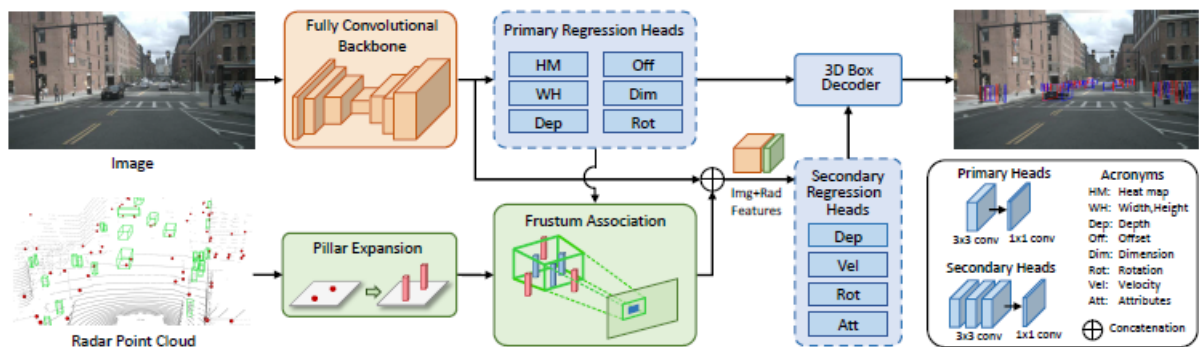 Image
Radar Point Cloud
Fully Convolutional
Backbone
Pillar Expansion
Primary Regression Heads
HM
Off
WH
Dim
Dep
Rot
Frustum Association
Img+Rad
Features
3D Box
Decoder
Secondary
Regression
Heads
Dep
Vel
Rot
Att
Primary Heads
3x3 conv
1x1 conv
Secondary Heads
3x3 conv
1x1 conv
Acronyms
HM: Heat map
WH: Width,Height
Dep: Depth
Off: Offset
Dim: Dimension
Rot: Rotation
Vel: Velocity
Att: Attributes
Concatenation